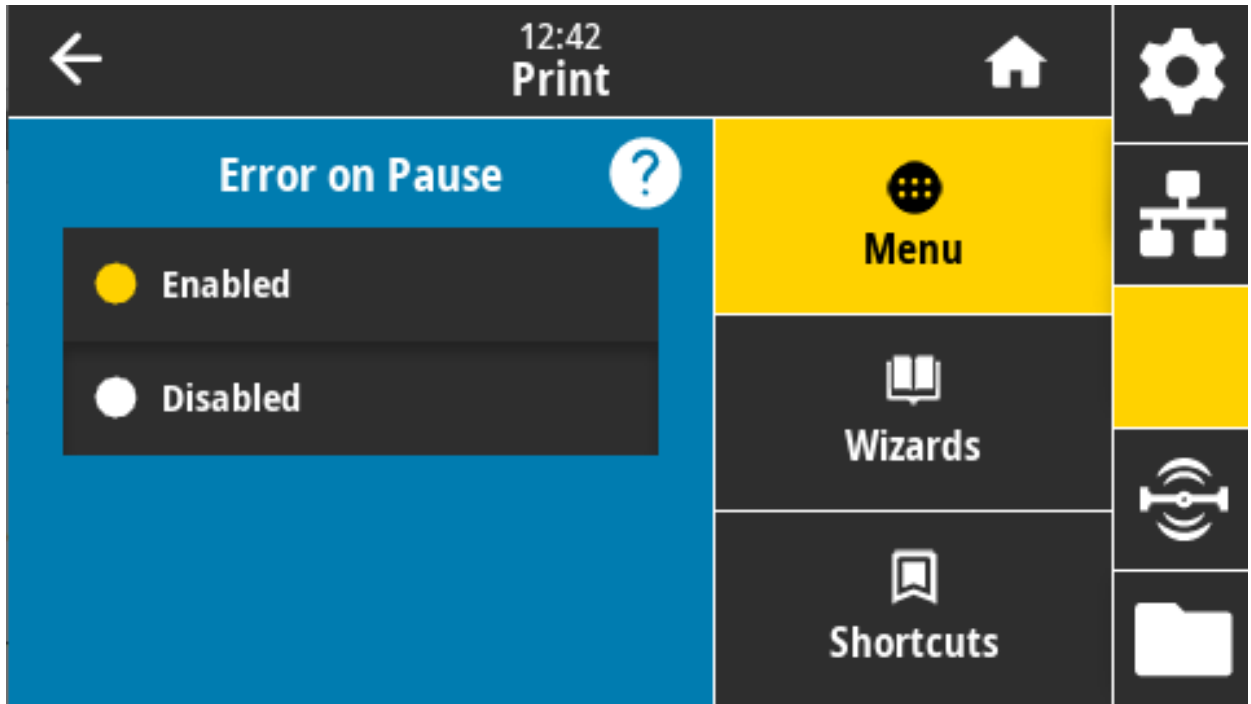 12:42
Print
Error on Pause
?
Enabled
Disabled
Menu
Wizards
Shortcuts